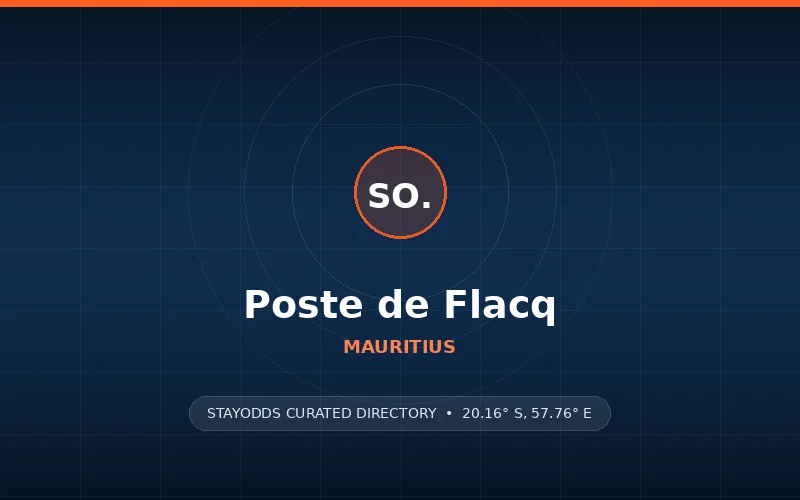 SO.
Poste de Flacq
MAURITIUS
STAYODDS CURATED DIRECTORY • 20.16° S, 57.76° E